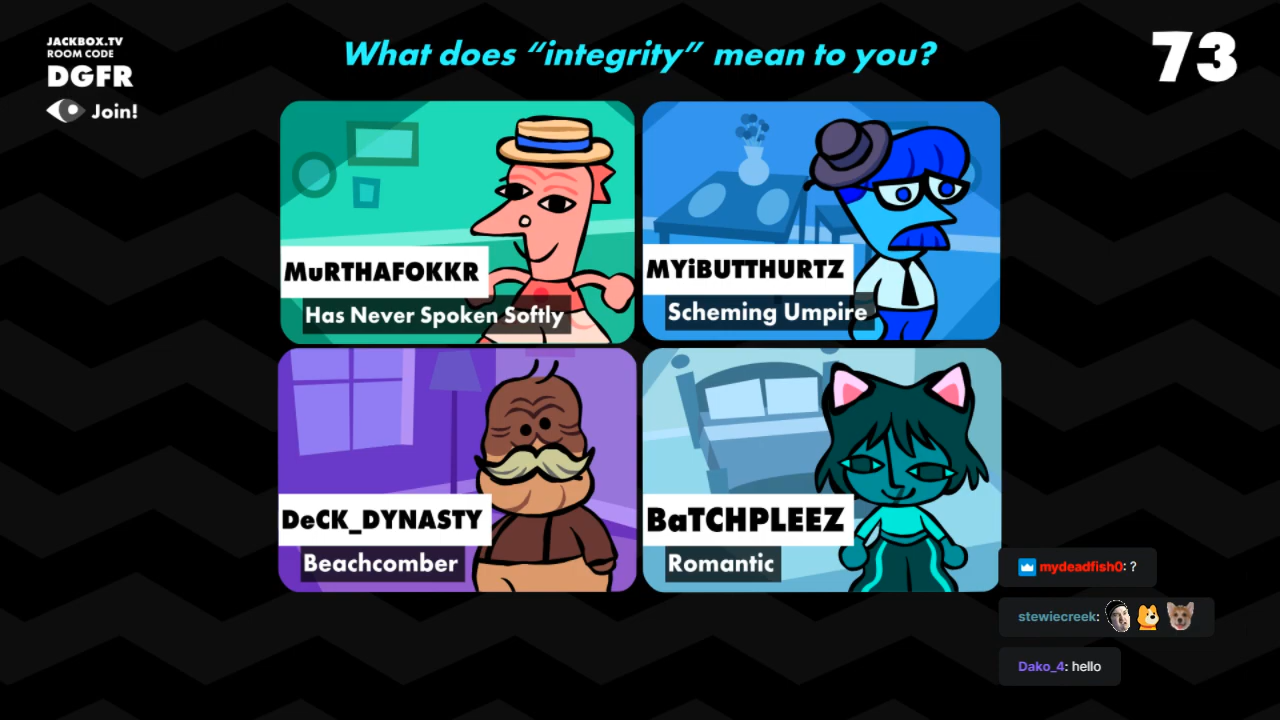 JACKBOX.TV
ROOM CODE
DGFR
Join!
What does “integrity” mean to you?
73
MuRTHAFOKKR
Has Never Spoken Softly
MYiBUTTHURTZ
Scheming Umpire
DeCK_DYNASTY
Beachcomber
BaTCHPLEEZ
Romantic
mydeadfish0: ?
stewiecreek:
Dako_4: hello